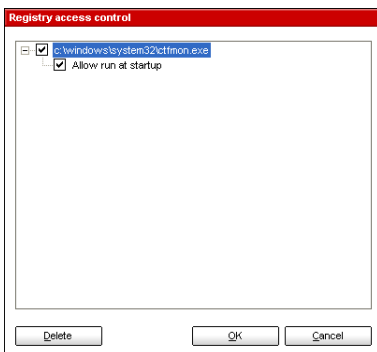 Registry access control
c:\windows\system32\ctfmon.exe
Allow run at startup
Delete
OK
Cancel